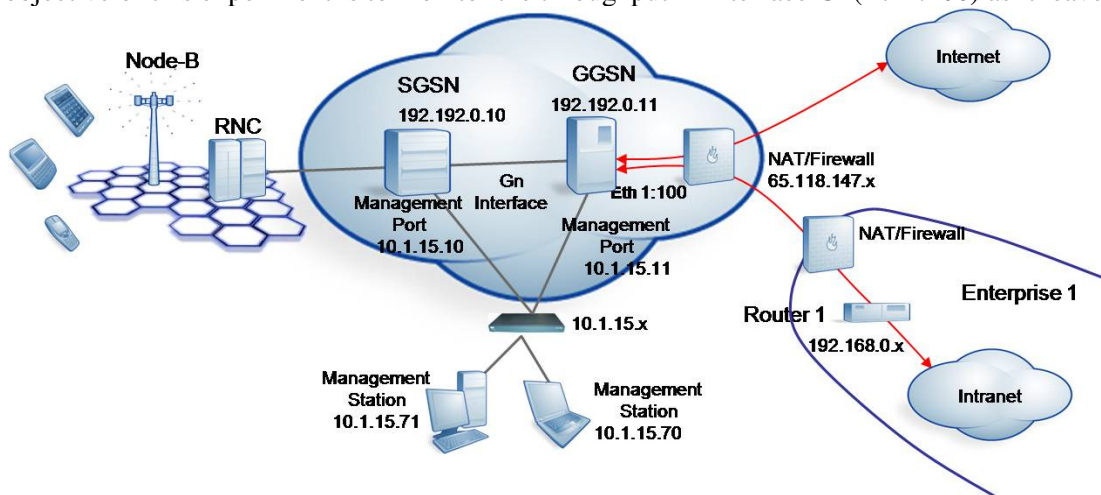 Node-B
RNC
SGSN
192.192.0.10
GGSN
192.192.0.11
Internet
NAT/Firewall
65.118.147.x
Eth 1:100
Gn
Interface
Management
Port
10.1.15.10
Management
Port
10.1.15.11
NAT/Firewall
Enterprise 1
Router 1
192.168.0.x
Intranet
10.1.15.x
Management
Station
10.1.15.71
Management
Station
10.1.15.70